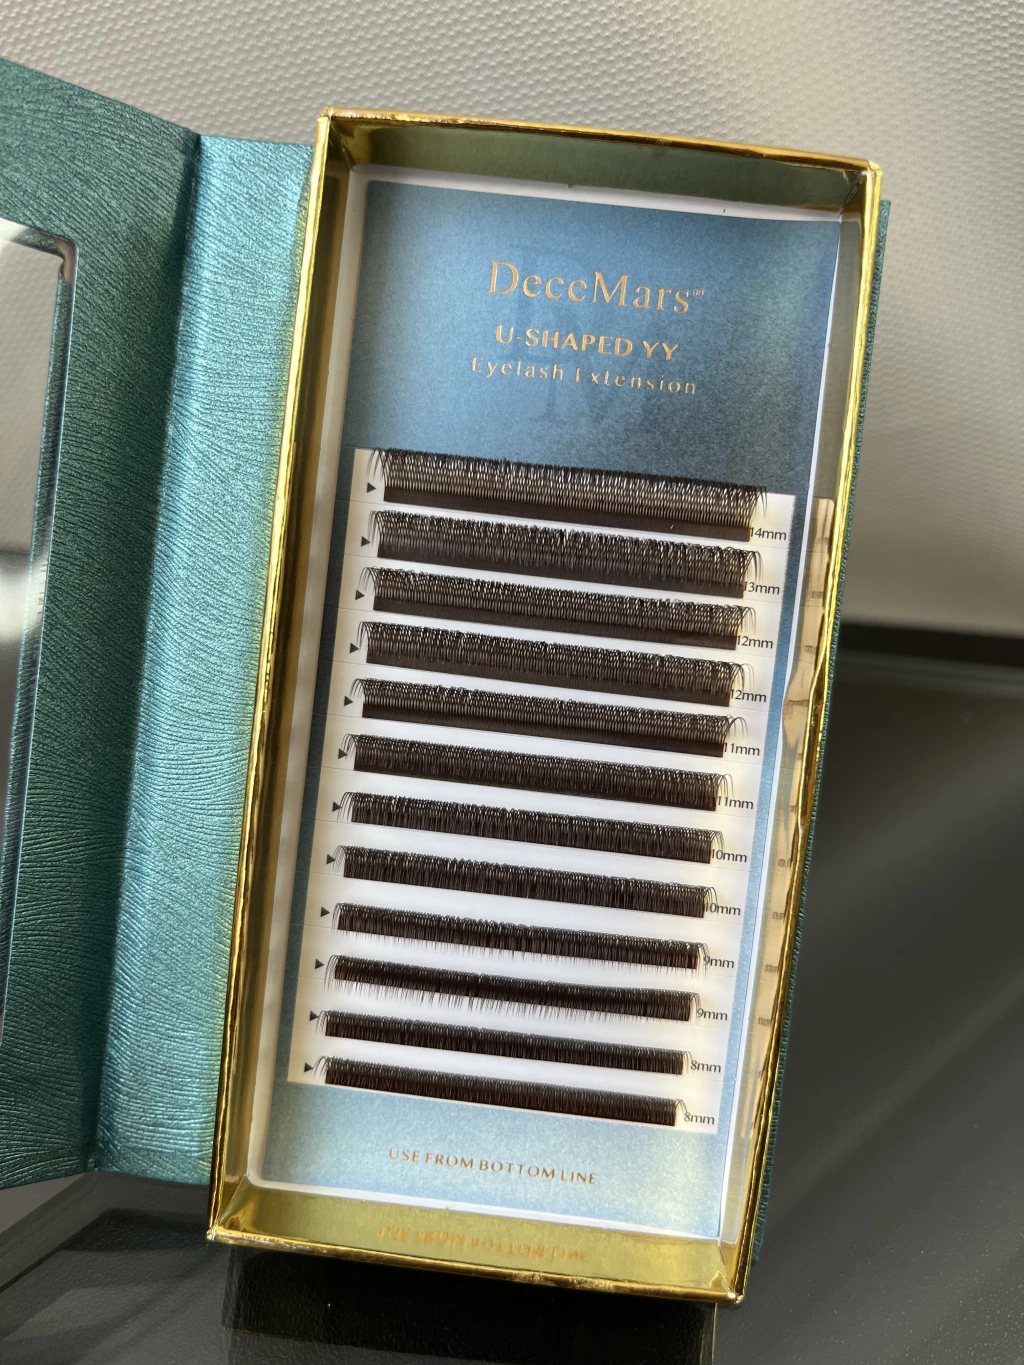 DeceMars®
U-SHAPED YY
Eyelash Extension
14mm
13mm
12mm
12mm
11mm
11mm
10mm
10mm
9mm
9mm
8mm
8mm
USE FROM BOTTOM LINE